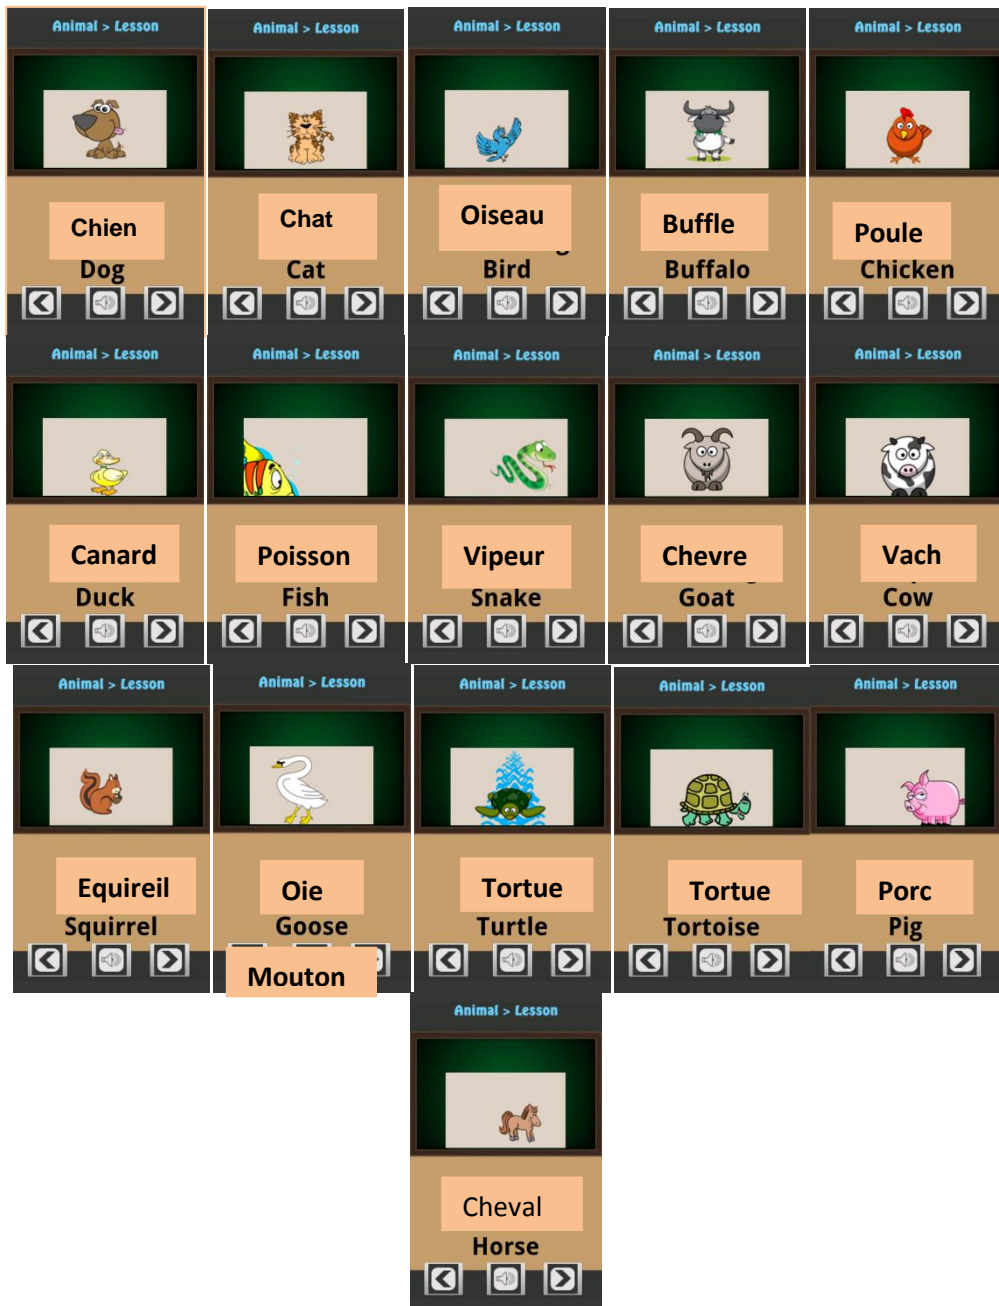 Animal > Lesson
Chien
Dog
Animal > Lesson
Chat
Cat
Animal > Lesson
Oiseau
Bird
Animal > Lesson
Buffle
Buffalo
Animal > Lesson
Poule
Chicken
Animal > Lesson
Canard
Duck
Animal > Lesson
Poisson
Fish
Animal > Lesson
Vipeur
Snake
Animal > Lesson
Chevre
Goat
Animal > Lesson
Vach
Cow
Animal > Lesson
Equireil
Squirrel
Animal > Lesson
Oie
Goose
Mouton
Animal > Lesson
Tortue
Turtle
Animal > Lesson
Tortue
Tortoise
Animal > Lesson
Porc
Pig
Animal > Lesson
Cheval
Horse